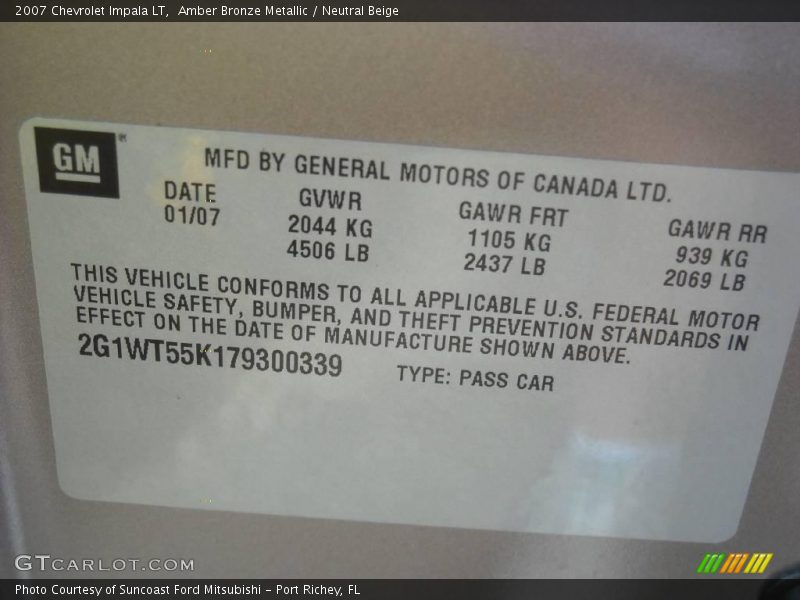 2007 Chevrolet Impala LT,  Amber Bronze Metallic / Neutral Beige
GM
MFD BY GENERAL MOTORS OF CANADA LTD.
DATE GVWR GAWR FRT GAWR RR
01/07 2044 KG 1105 KG 939 KG
4506 LB 2437 LB 2069 LB
THIS VEHICLE CONFORMS TO ALL APPLICABLE U.S. FEDERAL MOTOR
VEHICLE SAFETY, BUMPER, AND THEFT PREVENTION STANDARDS IN
EFFECT ON THE DATE OF MANUFACTURE SHOWN ABOVE.
2G1WT55K179300339 TYPE: PASS CAR
GTCARLOT.COM
Photo Courtesy of Suncoast Ford Mitsubishi – Port Richey, FL